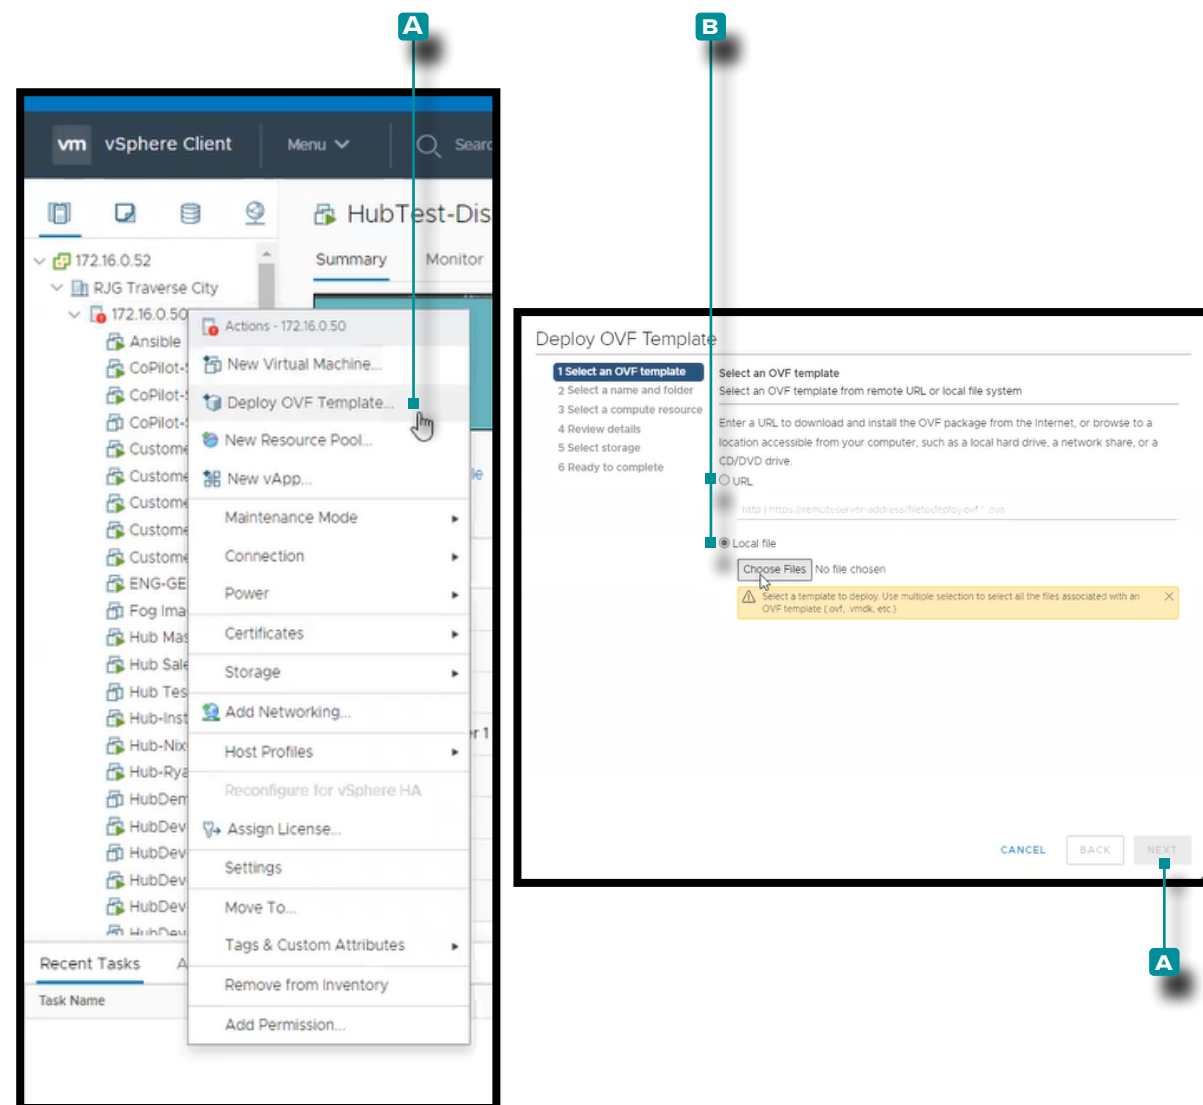 A
B
vm vSphere Client Menu Searc
HubTest-Dis
172.16.0.52
Summary Monitor
RJG Traverse City
172.16.0.50
Actions - 172.16.0.50
Ansible
New Virtual Machine...
CoPilot-
CoPilot-
Deploy OVF Template...
CoPilot-
New Resource Pool...
Custome
Custome
New vApp...
Custome
Custome
Maintenance Mode
Custome
Connection
ENG-GE
Power
Fog Ima
Hub Mas
Certificates
Hub Sale
Storage
Hub Tes
Hub-Inst
Add Networking...
Hub-Nix
Host Profiles
r 1
Hub-Rya
Reconfigure for vSphere HA
HubDem
HubDev
Assign License...
HubDev
Settings
HubDev
HubDev
Move To...
HubDev
Tags & Custom Attributes
Recent Tasks A
Remove from Inventory
Task Name
Add Permission...
Deploy OVF Template
1 Select an OVF template
2 Select a name and folder
3 Select a compute resource
4 Review details
5 Select storage
6 Ready to complete
Select an OVF template
Select an OVF template from remote URL or local file system
Enter a URL to download and install the OVF package from the Internet, or browse to a
location accessible from your computer, such as a local hard drive, a network share, or a
CD/DVD drive.
URL
http | https://remoteserver-address/filetodeploy.ovf * .ova
Local file
Choose Files No file chosen
Select a template to deploy. Use multiple selection to select all the files associated with an
OVF template (.ovf, .vmdk, etc.)
CANCEL BACK NEXT
A